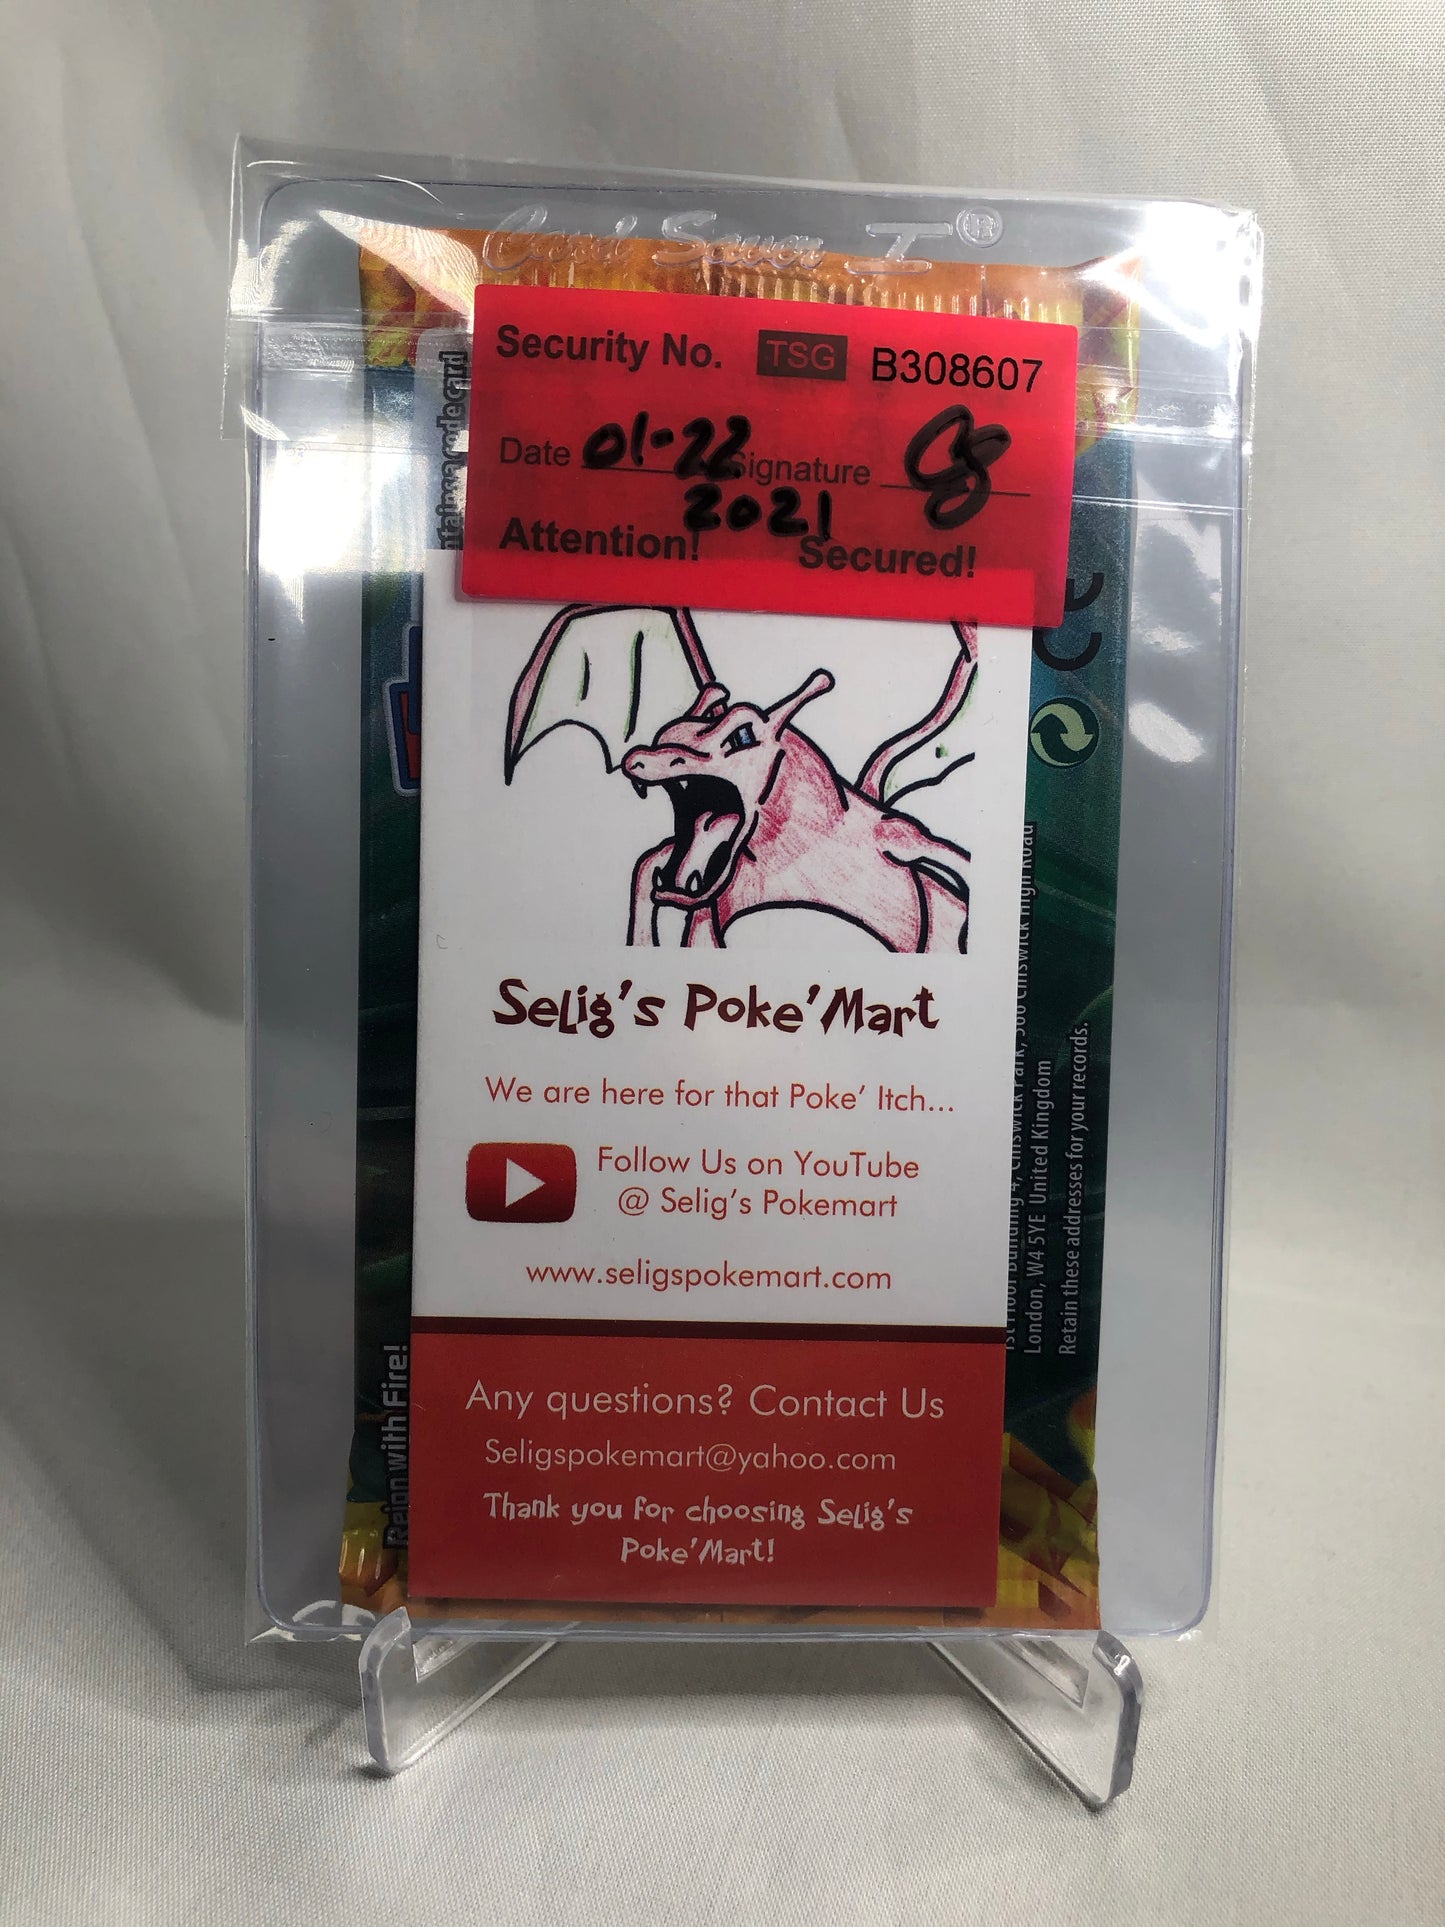 Card Saver I®
Security No. TSG B308607
Date 01-22 Signature
2021
Attention! Secured!
Selig's Poke'Mart
We are here for that Poke' Itch...
Follow Us on YouTube
@ Selig's Pokemart
www.seligspokemart.com
Any questions? Contact Us
Seligspokemart@yahoo.com
Thank you for choosing Selig's
Poke'Mart!
Reign with Fire!
a code card
London, W4 5YE United Kingdom
Retain these addresses for your records.